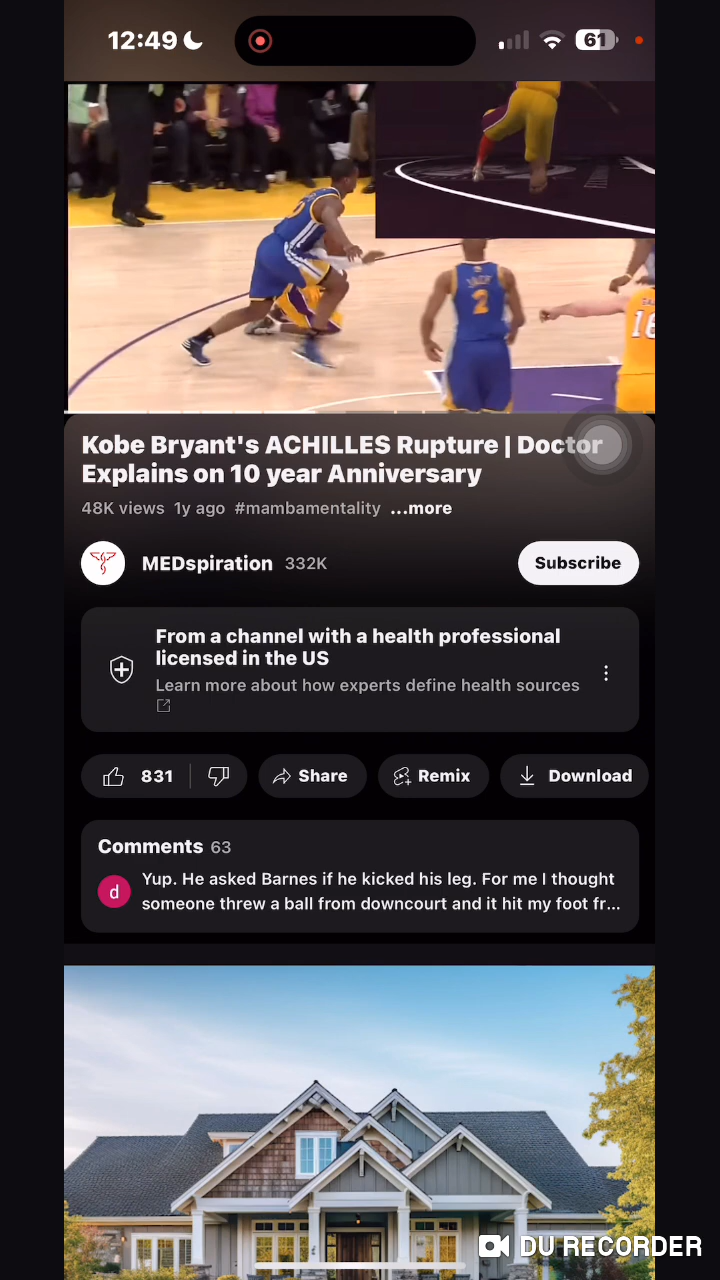 12:49
61
JACK
2
16
Kobe Bryant's ACHILLES Rupture | Doctor
Explains on 10 year Anniversary
48K views 1y ago #mambamentality ...more
MEDspiration 332K
Subscribe
From a channel with a health professional
licensed in the US
Learn more about how experts define health sources
831
Share
Remix
Download
Comments 63
d
Yup. He asked Barnes if he kicked his leg. For me I thought
someone threw a ball from downcourt and it hit my foot fr...
DU RECORDER